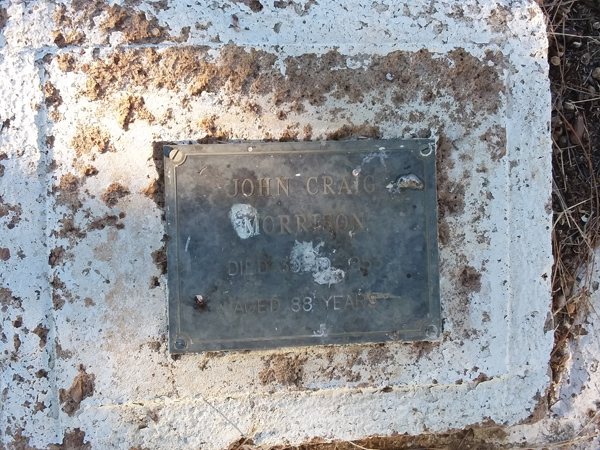 JOHN CRAIG
MORRISON
DIED
AGED 88 YEARS